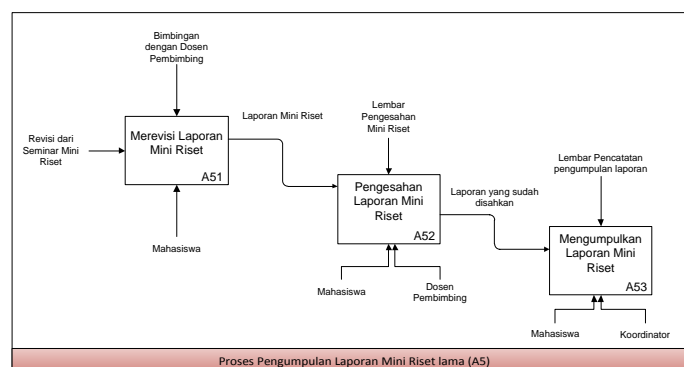 Bimbingan
dengan Dosen
Pembimbing
Revisi dari
Seminar Mini
Riset
Merevisi Laporan
Mini Riset
A51
Mahasiswa
Laporan Mini Riset
Lembar
Pengesahan
Mini Riset
Pengesahan
Laporan Mini
Riset
A52
Mahasiswa
Dosen
Pembimbing
Laporan yang sudah
disahkan
Lembar Pencatatan
pengumpulan laporan
Mengumpulkan
Laporan Mini
Riset
A53
Mahasiswa
Koordinator
Proses Pengumpulan Laporan Mini Riset lama (A5)